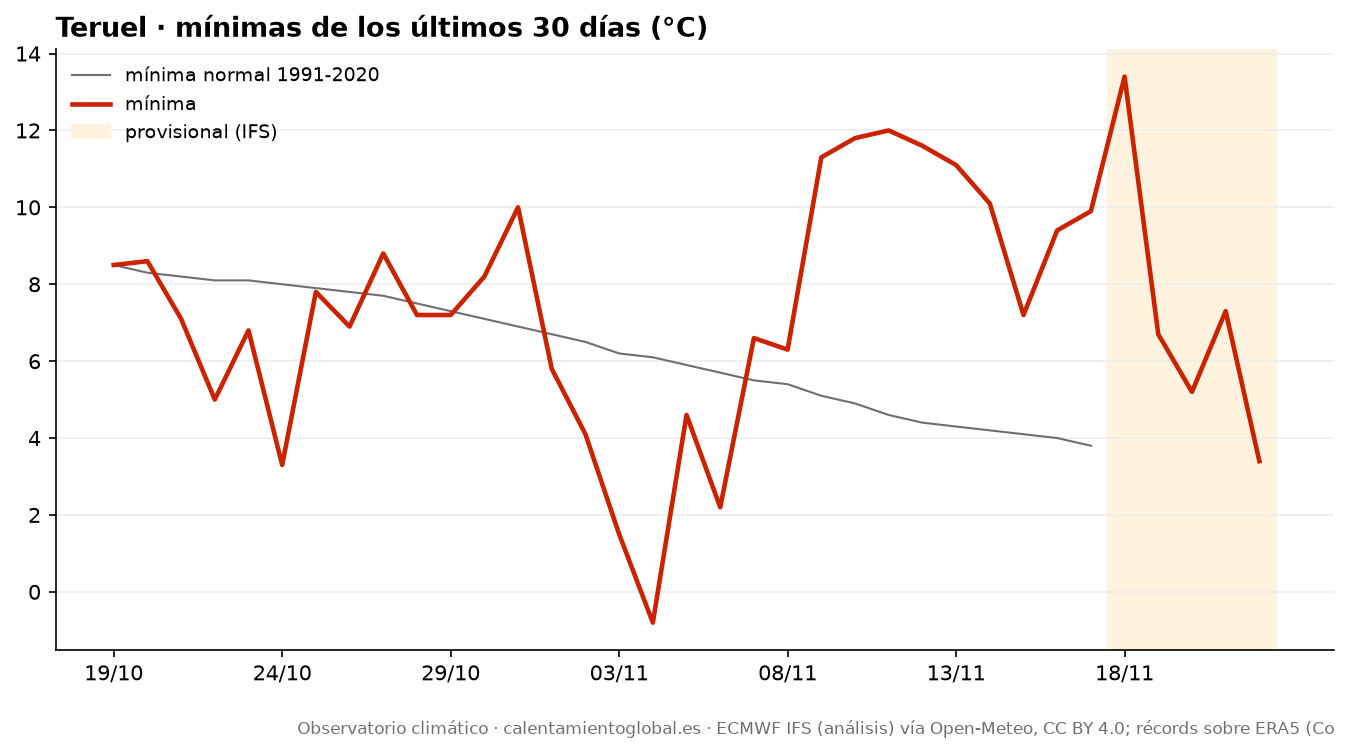 Teruel · mínimas de los últimos 30 días (°C)
14
12
10
8
6
4
2
0
mínima normal 1991-2020
mínima
provisional (IFS)
19/10 24/10 29/10 03/11 08/11 13/11 18/11
Observatorio climático · calentamientoglobal.es · ECMWF IFS (análisis) vía Open-Meteo, CC BY 4.0; récords sobre ERA5 (Co